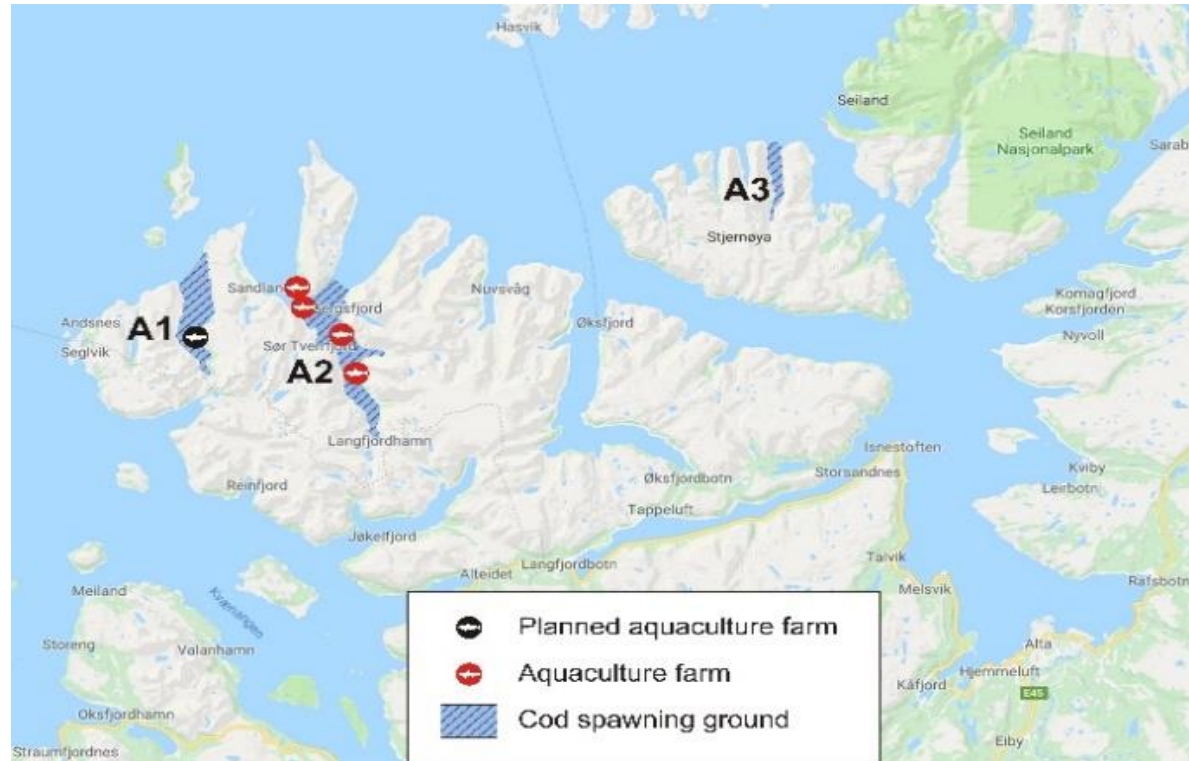 Hasvik
Seiland
Seiland
Nasjonalpark
Sarab
A3
Stjernøya
Sandlan
ergsfjord
Nuvsvåg
Komagfjord
Korsfjorden
Andsnes
A1
Øksfjord
Nyvoll
Seglvik
Sør Tverrfjord
A2
Langfjordhamn
Isnestoften
Reinfjord
Øksfjordbotn
Storsandnes
Kviby
Leirbotn
Tappeluft
Jøkelfjord
Talvik
Alteidet
Langfjordbotn
Melsvik
Rafsbotn
Meiland
Kvænangen
Storeng
Valanhamn
Planned aquaculture farm
Alta
Aquaculture farm
Hjemmeluft
Kåfjord
E45
Oksfjordhamn
Cod spawning ground
Eiby
Straumfjordnes